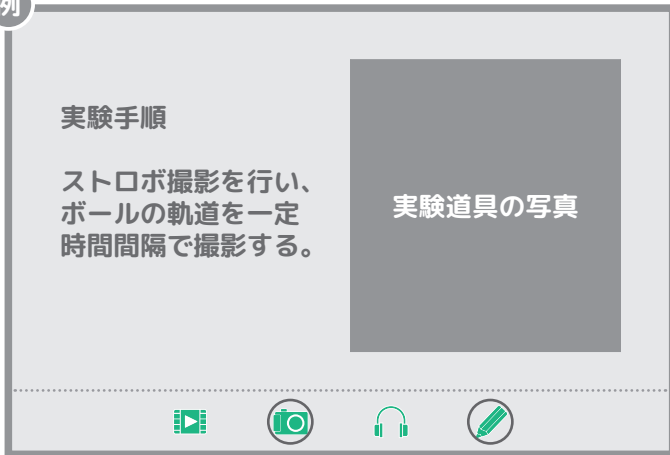 実験手順
ストロボ撮影を行い、
ボールの軌道を一定
時間間隔で撮影する。
実験道具の写真